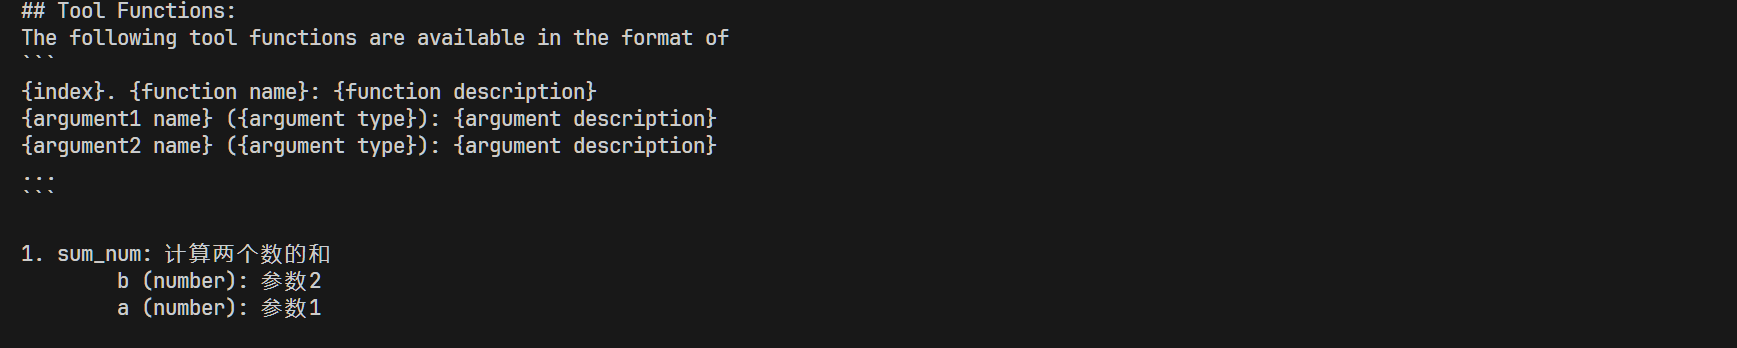 ## Tool Functions:
The following tool functions are available in the format of
```
{index}. {function name}: {function description}
{argument1 name} ({argument type}): {argument description}
{argument2 name} ({argument type}): {argument description}
...
```
1. sum_num: 计算两个数的和
b (number): 参数2
a (number): 参数1